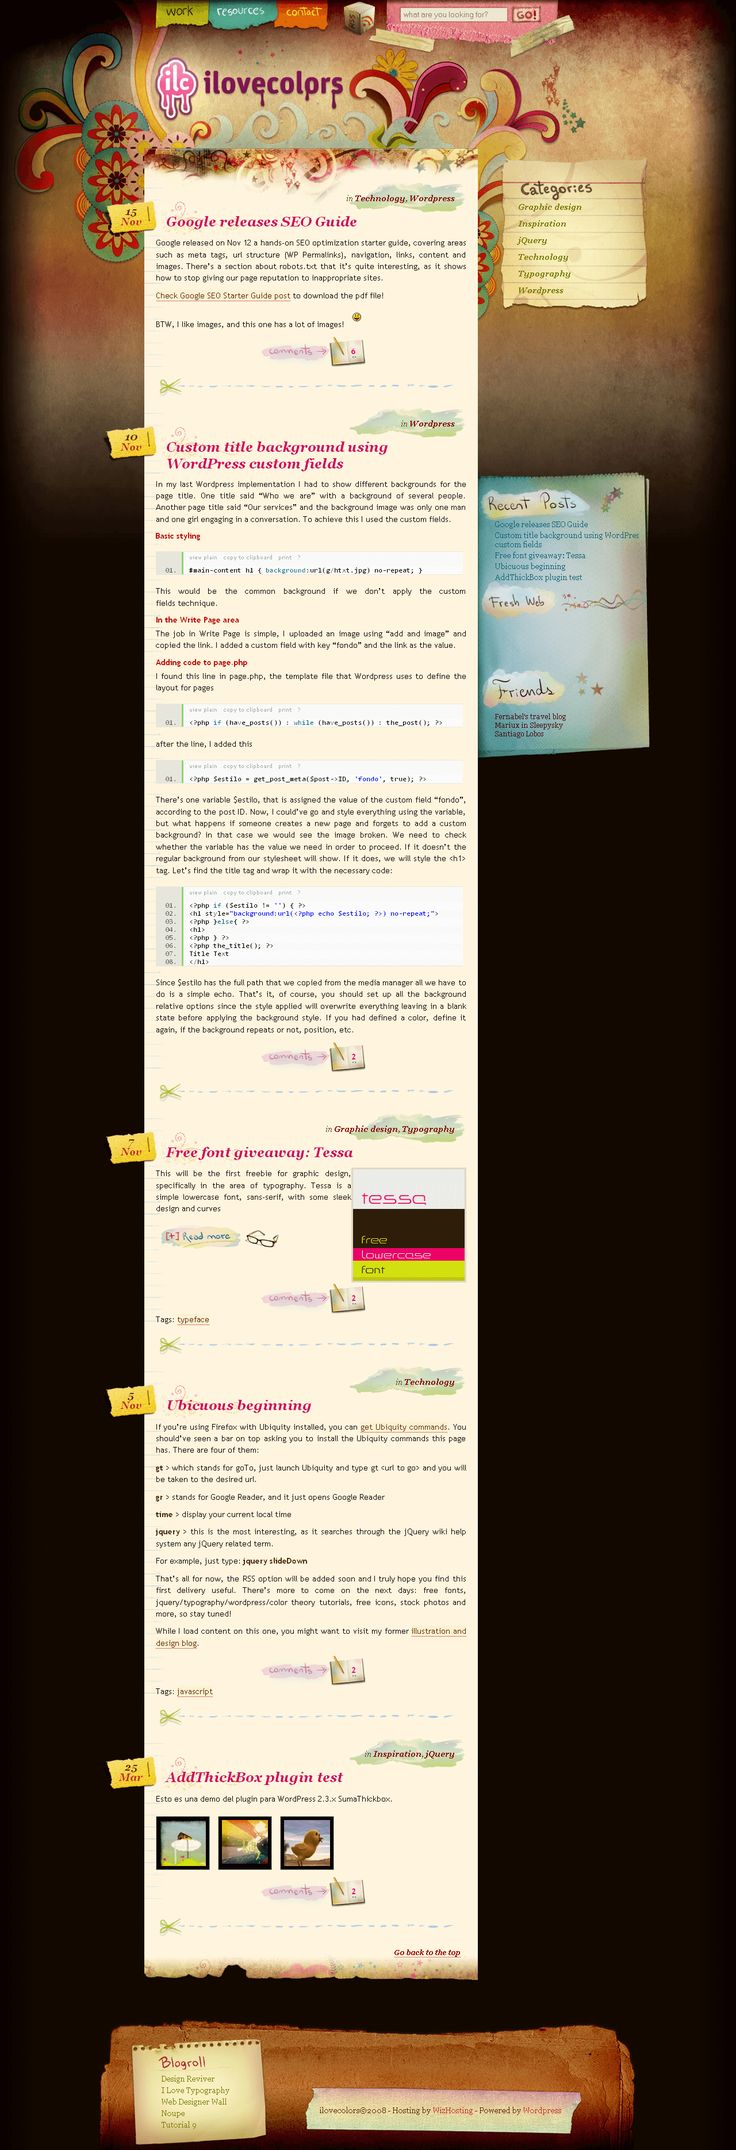 work
resources
contact
RSS
what are you looking for?
GO!
ilc ilovecolors
Categories
Graphic design
Inspiration
jQuery
Technology
Typography
Wordpress
in Technology, Wordpress
15
Nov
Google releases SEO Guide
Google released on Nov 12 a hands-on SEO optimization starter guide, covering areas
such as meta tags, url structure (WP Permalinks), navigation, links, content and
images. There's a section about robots.txt that it's quite interesting, as it shows
how to stop giving our page reputation to inappropriate sites.
Check Google SEO Starter Guide post to download the pdf file!
BTW, I like images, and this one has a lot of images!
comments → 6
in Wordpress
10
Nov
Custom title background using
WordPress custom fields
In my last Wordpress implementation I had to show different backgrounds for the
page title. One title said “Who we are” with a background of several people.
Another page title said “Our services” and the background image was only one man
and one girl engaging in a conversation. To achieve this I used the custom fields.
Basic styling
view plain copy to clipboard print ?
01. #main-content h1 { background:url(g/htxt.jpg) no-repeat; }
This would be the common background if we don't apply the custom
fields technique.
In the Write Page area
The job in Write Page is simple, I uploaded an image using “add and image” and
copied the link. I added a custom field with key “fondo” and the link as the value.
Adding code to page.php
I found this line in page.php, the template file that Wordpress uses to define the
layout for pages
view plain copy to clipboard print ?
01. <?php if (have_posts()) : while (have_posts()) : the_post(); ?>
after the line, I added this
view plain copy to clipboard print ?
01. <?php $estilo = get_post_meta($post->ID, 'fondo', true); ?>
There's one variable $estilo, that is assigned the value of the custom field “fondo”,
according to the post ID. Now, I could've go and style everything using the variable,
but what happens if someone creates a new page and forgets to add a custom
background? in that case we would see the image broken. We need to check
whether the variable has the value we need in order to proceed. If it doesn't the
regular background from our stylesheet will show. If it does, we will style the <h1>
tag. Let's find the title tag and wrap it with the necessary code:
view plain copy to clipboard print ?
01. <?php if ($estilo != '') { ?>
02. <h1 style="background:url(<?php echo $estilo; ?>) no-repeat;">
03. <?php }else{ ?>
04. <h1>
05. <?php } ?>
06. <?php the_title(); ?>
07. Title Text
08. </h1>
Since $estilo has the full path that we copied from the media manager all we have to
do is a simple echo. That's it, of course, you should set up all the background
relative options since the style applied will overwrite everything leaving in a blank
state before applying the background style. If you had defined a color, define it
again, if the background repeats or not, position, etc.
comments → 2
Recent Posts
Google releases SEO Guide
Custom title background using WordPres
custom fields
Free font giveaway: Tessa
Ubicuous beginning
AddThickBox plugin test
Fresh Web
Friends
Fernabel's travel blog
Mariux in Sleepysky
Santiago Lobos
in Graphic design, Typography
7
Nov
Free font giveaway: Tessa
This will be the first freebie for graphic design,
specifically in the area of typography. Tessa is a
simple lowercase font, sans-serif, with some sleek
design and curves
tessa
free
lowercase
font
[+] Read more
comments → 2
Tags: typeface
in Technology
5
Nov
Ubicuous beginning
If you're using Firefox with Ubiquity installed, you can get Ubiquity commands. You
should've seen a bar on top asking you to install the Ubiquity commands this page
has. There are four of them:
gt > which stands for goTo, just launch Ubiquity and type gt <url to go> and you will
be taken to the desired url.
gr > stands for Google Reader, and it just opens Google Reader
time > display your current local time
jquery > this is the most interesting, as it searches through the jQuery wiki help
system any jQuery related term.
For example, just type: jquery slideDown
That's all for now, the RSS option will be added soon and I truly hope you find this
first delivery useful. There's more to come on the next days: free fonts,
jquery/typography/wordpress/color theory tutorials, free icons, stock photos and
more, so stay tuned!
While I load content on this one, you might want to visit my former illustration and
design blog.
comments → 2
Tags: javascript
in Inspiration, jQuery
25
Mar
AddThickBox plugin test
Esto es una demo del plugin para WordPress 2.3.x SumaThickbox.
comments → 2
Go back to the top
Blogroll
Design Reviver
I Love Typography
Web Designer Wall
Noupe
Tutorial 9
ilovecolors©2008 - Hosting by WizHosting - Powered by Wordpress